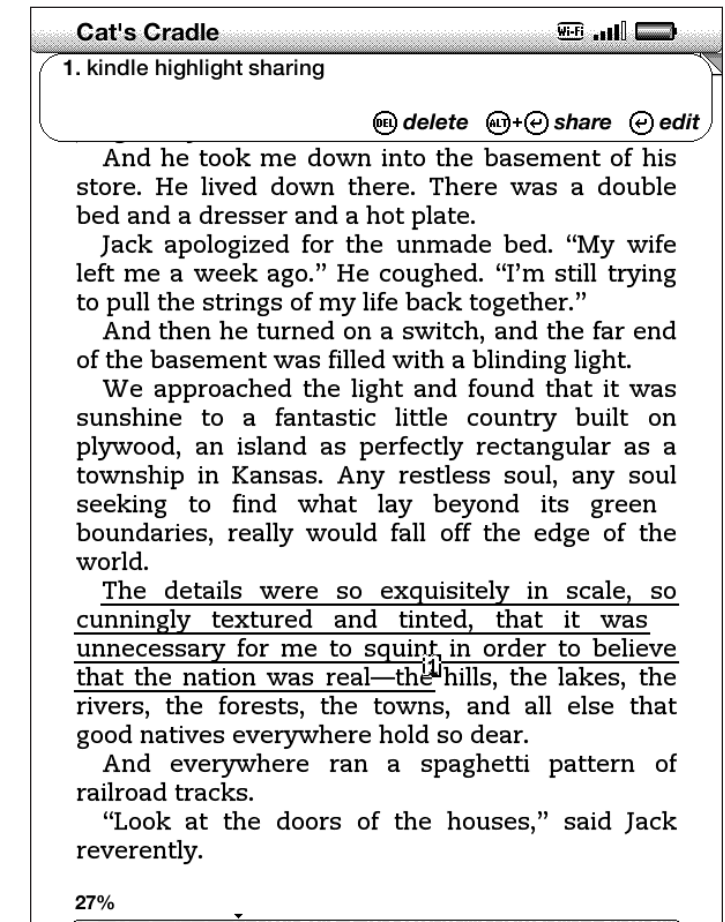 Cat's Cradle
Wi-Fi
1. kindle highlight sharing
DEL delete ALT+↵ share ↵ edit
And he took me down into the basement of his
store. He lived down there. There was a double
bed and a dresser and a hot plate.
Jack apologized for the unmade bed. “My wife
left me a week ago.” He coughed. “I’m still trying
to pull the strings of my life back together.”
And then he turned on a switch, and the far end
of the basement was filled with a blinding light.
We approached the light and found that it was
sunshine to a fantastic little country built on
plywood, an island as perfectly rectangular as a
township in Kansas. Any restless soul, any soul
seeking to find what lay beyond its green
boundaries, really would fall off the edge of the
world.
The details were so exquisitely in scale, so
cunningly textured and tinted, that it was
unnecessary for me to squint in order to believe
that the nation was real—the 1 hills, the lakes, the
rivers, the forests, the towns, and all else that
good natives everywhere hold so dear.
And everywhere ran a spaghetti pattern of
railroad tracks.
“Look at the doors of the houses,” said Jack
reverently.
27%